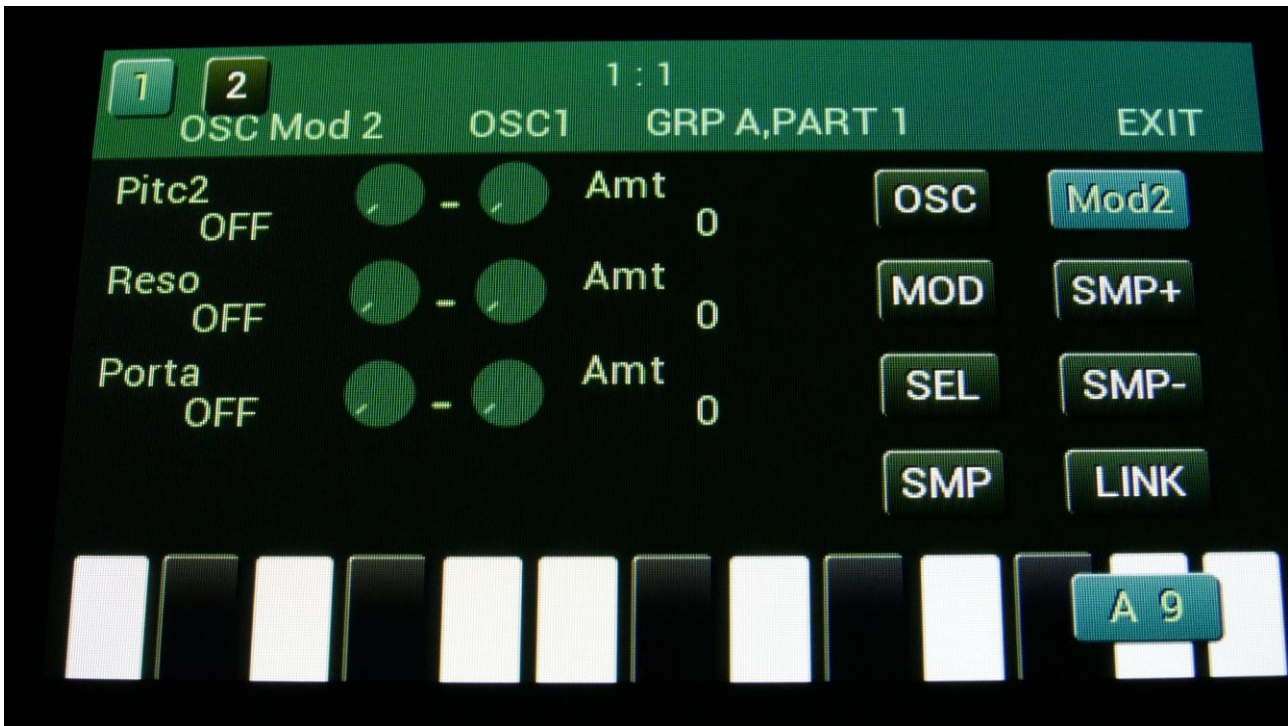 1 2 1 : 1
OSC Mod 2 OSC1 GRP A,PART 1 EXIT
Pitc2 - Amt OSC Mod2
OFF 0
Reso - Amt MOD SMP+
OFF 0
Porta - Amt SEL SMP-
OFF 0
SMP LINK
A 9